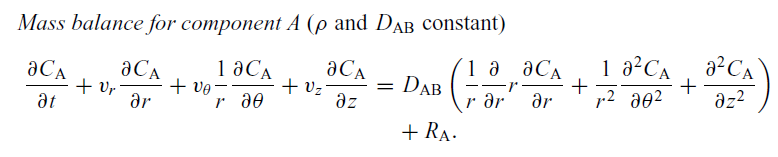 Mass balance for component A (ρ and D_AB constant)
∂C_A/∂t + v_r ∂C_A/∂r + v_θ 1/r ∂C_A/∂θ + v_z ∂C_A/∂z = D_AB (1/r ∂/∂r r ∂C_A/∂r + 1/r² ∂²C_A/∂θ² + ∂²C_A/∂z²)
+ R_A.